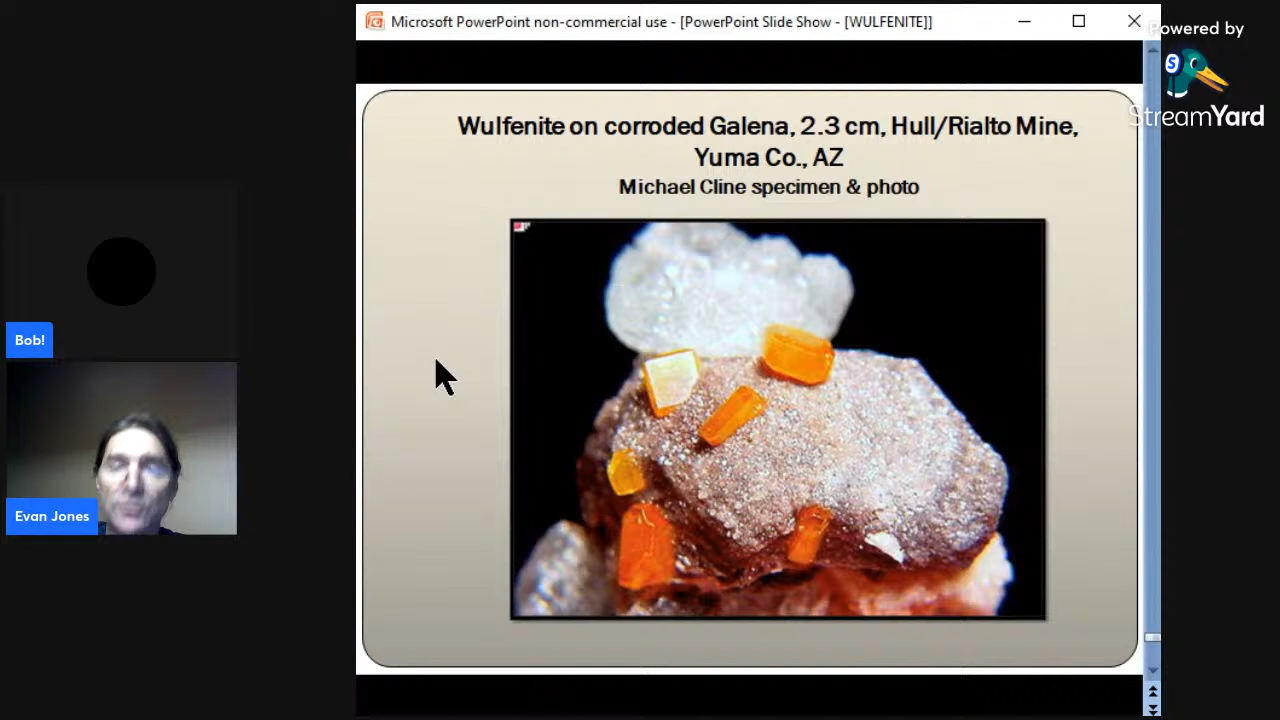 Microsoft PowerPoint non-commercial use - [PowerPoint Slide Show - [WULFENITE]]
Powered by
S
StreamYard
Wulfenite on corroded Galena, 2.3 cm, Hull/Rialto Mine,
Yuma Co., AZ
Michael Cline specimen & photo
Bob!
Evan Jones